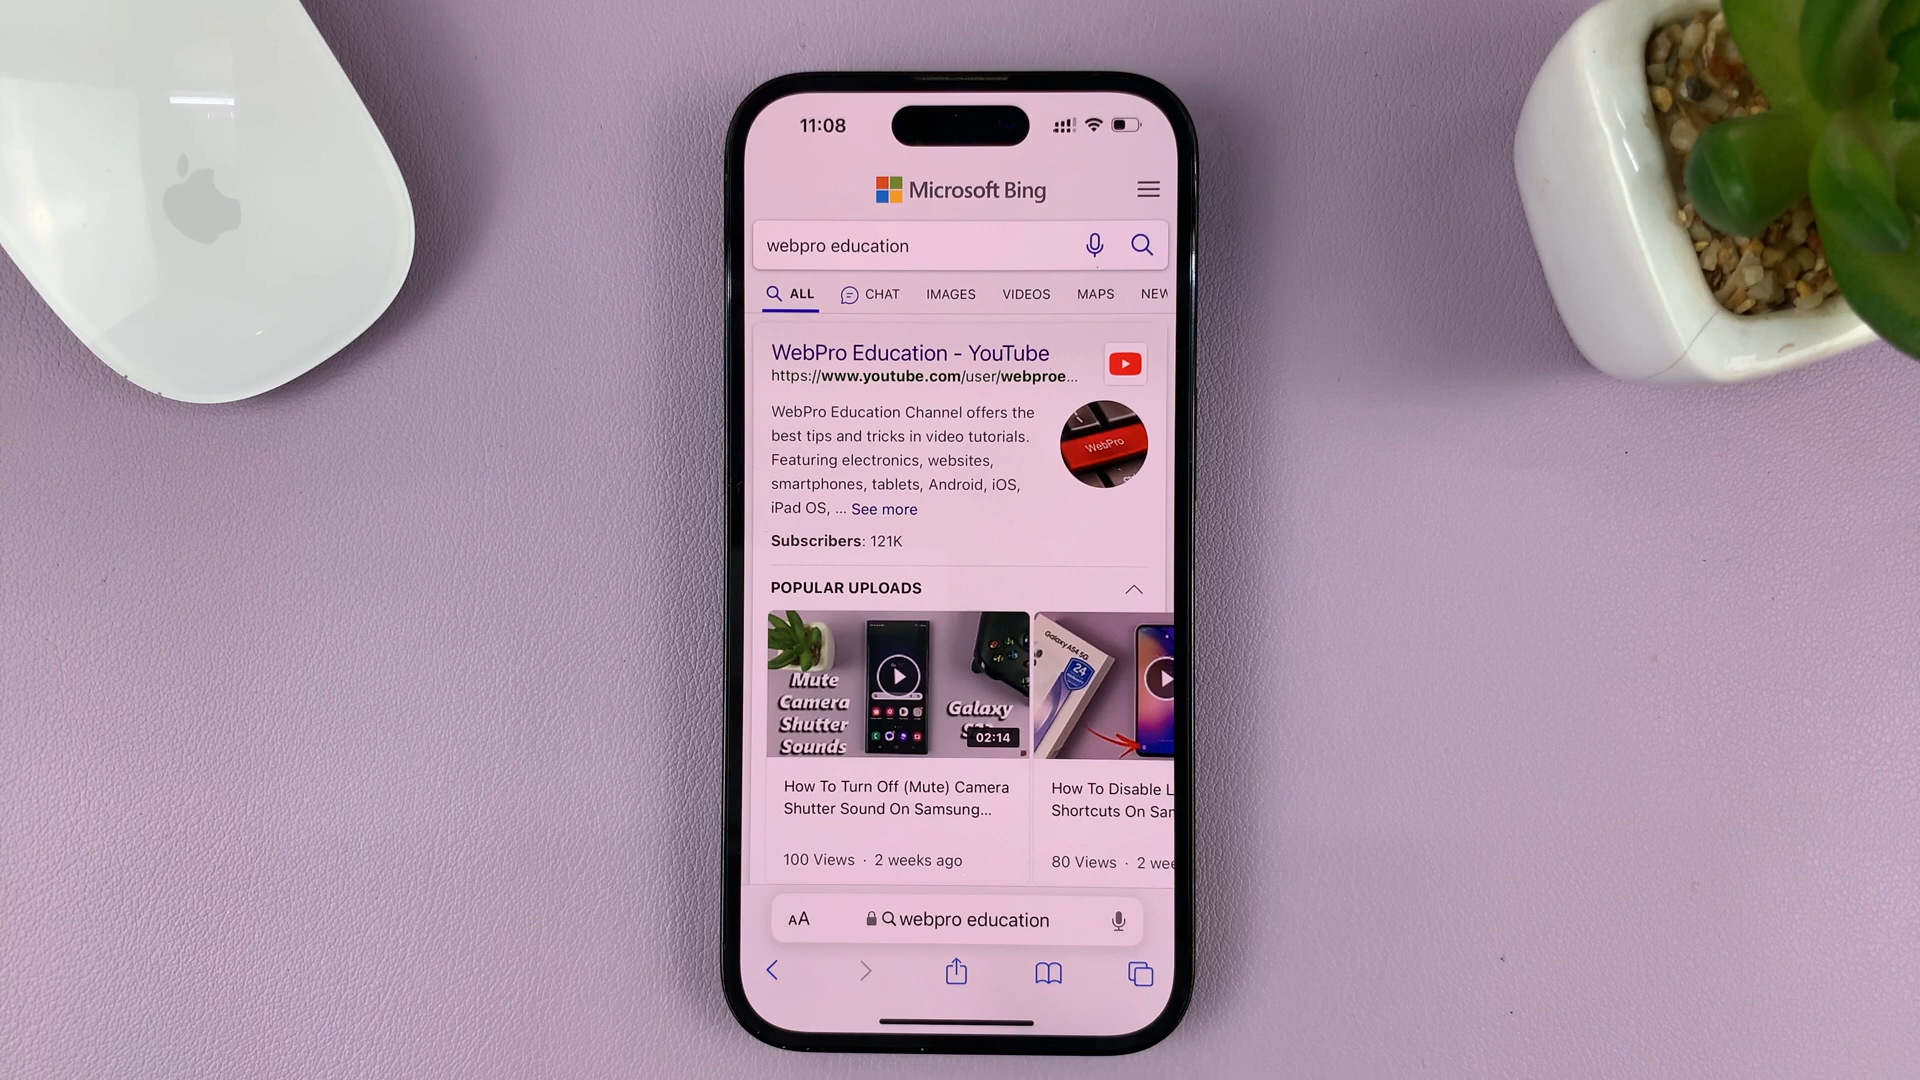 11:08
Microsoft Bing
webpro education
ALL CHAT IMAGES VIDEOS MAPS NEW
WebPro Education - YouTube
https://www.youtube.com/user/webproe...
WebPro Education Channel offers the
best tips and tricks in video tutorials.
Featuring electronics, websites,
smartphones, tablets, Android, iOS,
iPad OS, ... See more
WebPro
Subscribers: 121K
POPULAR UPLOADS
Mute
Camera
Shutter
Sounds
Galaxy
02:14
Galaxy A54 5G
24
How To Turn Off (Mute) Camera
Shutter Sound On Samsung...
100 Views · 2 weeks ago
How To Disable L
Shortcuts On Sam
80 Views · 2 wee
AA webpro education